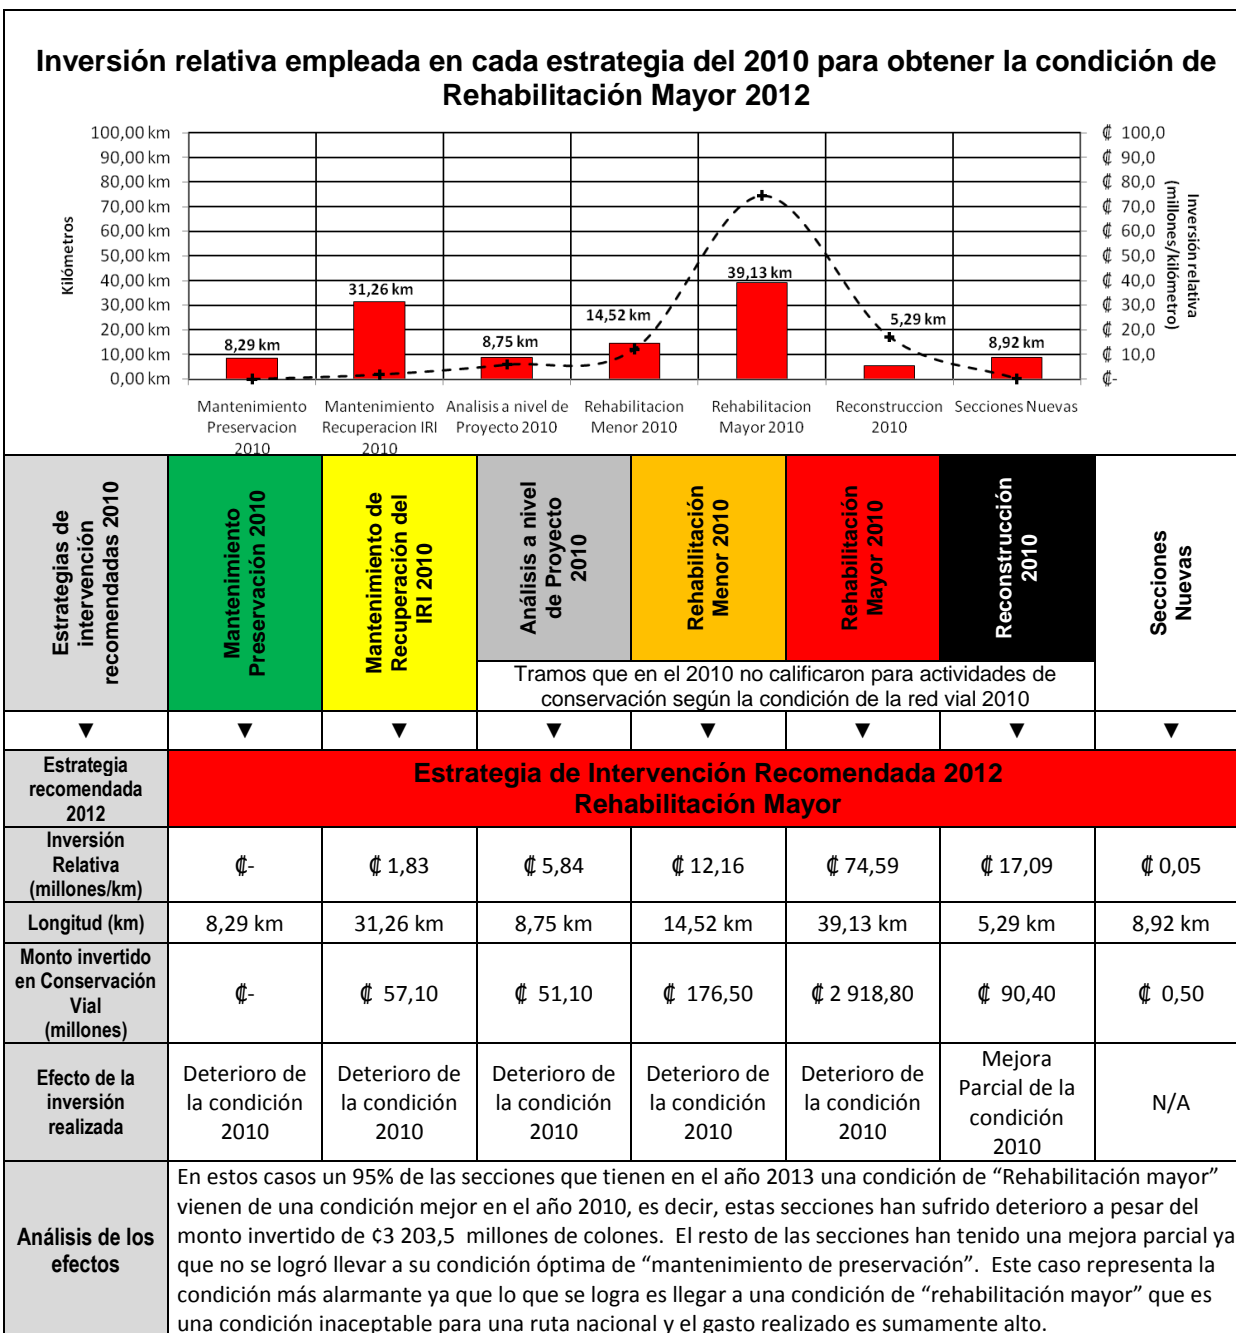 Inversión relativa empleada en cada estrategia del 2010 para obtener la condición de
Rehabilitación Mayor 2012
100,00 km
90,00 km
80,00 km
70,00 km
60,00 km
50,00 km
40,00 km
30,00 km
20,00 km
10,00 km
0,00 km
Kilómetros
8,29 km
31,26 km
8,75 km
14,52 km
39,13 km
5,29 km
8,92 km
₡ 100,0
₡ 90,0
₡ 80,0
₡ 70,0
₡ 60,0
₡ 50,0
₡ 40,0
₡ 30,0
₡ 20,0
₡ 10,0
₡-
Inversión relativa
(millones/kilómetro)
Mantenimiento
Preservacion
2010
Mantenimiento
Recuperacion IRI
2010
Analisis a nivel de
Proyecto 2010
Rehabilitacion
Menor 2010
Rehabilitacion
Mayor 2010
Reconstruccion
2010
Secciones Nuevas
Estrategias de
intervención
recomendadas 2010
Mantenimiento
Preservación 2010
Mantenimiento de
Recuperación del
IRI 2010
Análisis a nivel
de Proyecto
2010
Rehabilitación
Menor 2010
Rehabilitación
Mayor 2010
Reconstrucción
2010
Secciones
Nuevas
Tramos que en el 2010 no calificaron para actividades de
conservación según la condición de la red vial 2010
▼ ▼ ▼ ▼ ▼ ▼ ▼ ▼
Estrategia
recomendada
2012
Estrategia de Intervención Recomendada 2012
Rehabilitación Mayor
Inversión
Relativa
(millones/km)
₡- ₡ 1,83 ₡ 5,84 ₡ 12,16 ₡ 74,59 ₡ 17,09 ₡ 0,05
Longitud (km) 8,29 km 31,26 km 8,75 km 14,52 km 39,13 km 5,29 km 8,92 km
Monto invertido
en Conservación
Vial
(millones)
₡- ₡ 57,10 ₡ 51,10 ₡ 176,50 ₡ 2 918,80 ₡ 90,40 ₡ 0,50
Efecto de la
inversión
realizada
Deterioro de
la condición
2010
Deterioro de
la condición
2010
Deterioro de
la condición
2010
Deterioro de
la condición
2010
Deterioro de
la condición
2010
Mejora
Parcial de la
condición
2010
N/A
Análisis de los
efectos
En estos casos un 95% de las secciones que tienen en el año 2013 una condición de “Rehabilitación mayor”
vienen de una condición mejor en el año 2010, es decir, estas secciones han sufrido deterioro a pesar del
monto invertido de ¢3 203,5 millones de colones. El resto de las secciones han tenido una mejora parcial ya
que no se logró llevar a su condición óptima de “mantenimiento de preservación”. Este caso representa la
condición más alarmante ya que lo que se logra es llegar a una condición de “rehabilitación mayor” que es
una condición inaceptable para una ruta nacional y el gasto realizado es sumamente alto.